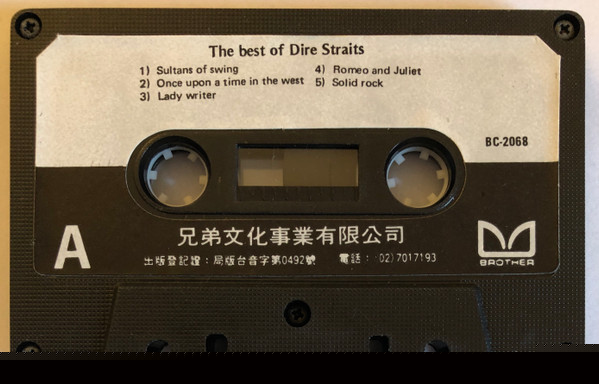 The best of Dire Straits
1) Sultans of swing
2) Once upon a time in the west
3) Lady writer
4) Romeo and Juliet
5) Solid rock
BC-2068
A
兄弟文化事業有限公司
出版登記證：局版台音字第0492號 電話：(02)7017193
BROTHER